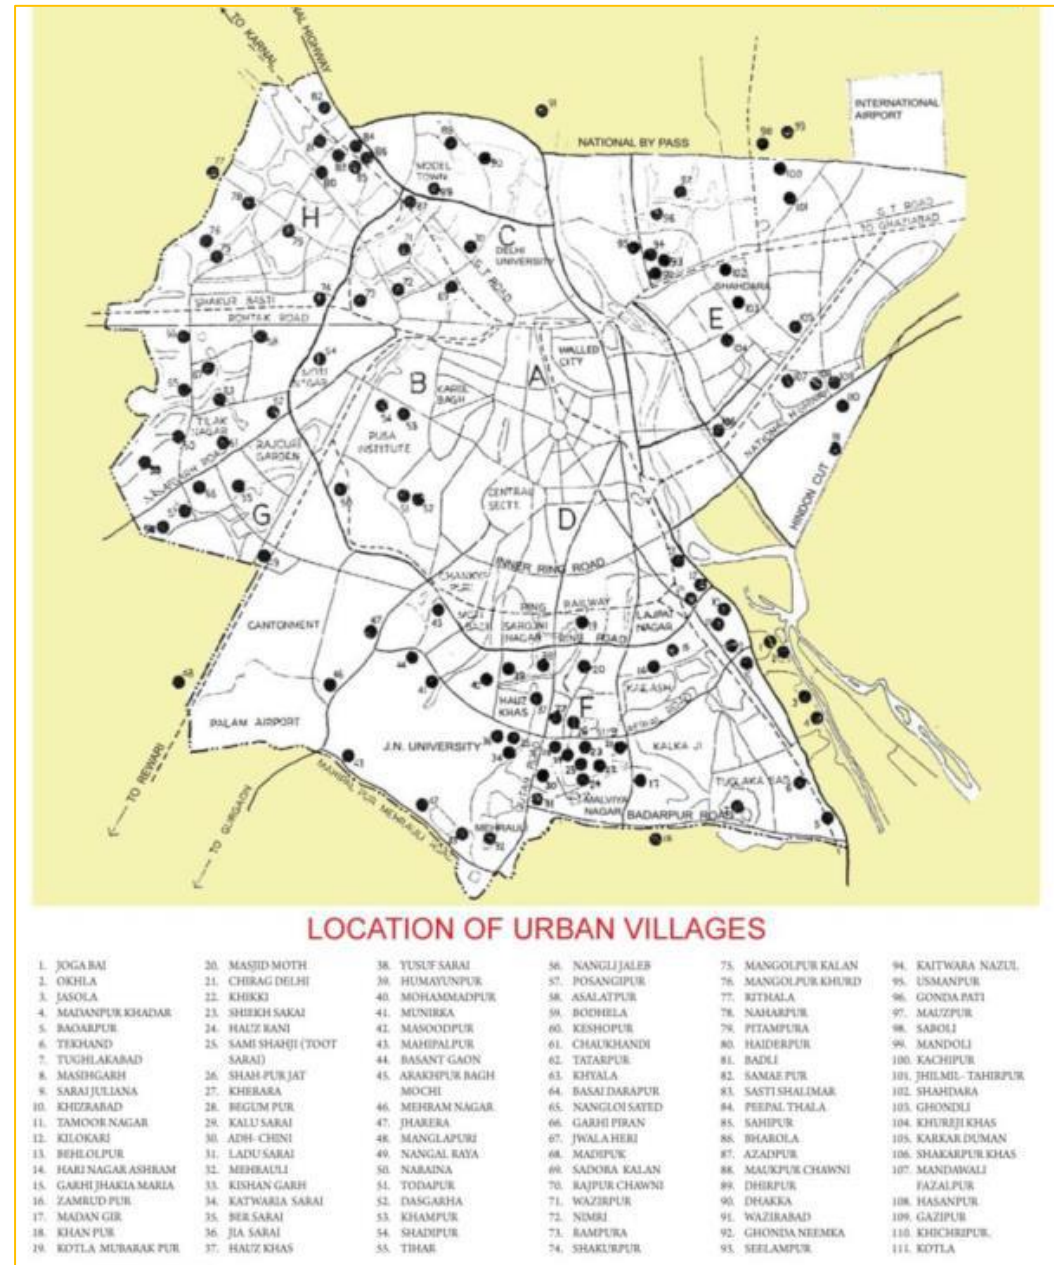 TO KARNAL
NAL HIGHWAY
INTERNATIONAL
AIRPORT
NATIONAL BY PASS
MODEL
TOWN
H
C
DELHI
UNIVERSITY
G.T. ROAD
G.T. ROAD
TO GHAZIABAD
SHAHDARA
SHAKUR BASTI
ROHTAK ROAD
E
WALLED
CITY
MOTI
NAGAR
B
KAROL
BAGH
A
TILAK
NAGAR
PUSA
INSTITUTE
RAJOURI
GARDEN
NATIONAL HIGHWAY
HINDON CUT
CENTRAL
SECTT.
G
D
INNER RING ROAD
RING RAILWAY
CANTONMENT
SAROJINI
NAGAR
RING ROAD
LAJPAT
NAGAR
KAILASH
HAUZ
KHAS
F
PALAM AIRPORT
J.N. UNIVERSITY
KALKA JI
TUGLAKA BAD
MALVIYA
NAGAR
BADARPUR ROAD
MEHRAULI
MAHIPAL PUR MEHRAULI ROAD
TO REWARI
TO GURGAON
LOCATION OF URBAN VILLAGES
1. JOGA BAI
2. OKHLA
3. JASOLA
4. MADANPUR KHADAR
5. BAOARPUR
6. TEKHAND
7. TUGHLAKABAD
8. MASIHGARH
9. SARAI JULIANA
10. KHIZRABAD
11. TAMOOR NAGAR
12. KILOKARI
13. BEHLOLPUR
14. HARI NAGAR ASHRAM
15. GARHI JHAKIA MARIA
16. ZAMRUD PUR
17. MADAN GIR
18. KHAN PUR
19. KOTLA MUBARAK PUR
20. MASJID MOTH
21. CHIRAG DELHI
22. KHIKKI
23. SHIEKH SAKAI
24. HAUZ RANI
25. SAMI SHAHJI (TOOT
SARAI)
26. SHAH-PUR JAT
27. KHERARA
28. BEGUM PUR
29. KALU SARAI
30. ADH- CHINI
31. LADU SARAI
32. MEHRAULI
33. KISHAN GARH
34. KATWARIA SARAI
35. BER SARAI
36. JIA SARAI
37. HAUZ KHAS
38. YUSUF SARAI
39. HUMAYUNPUR
40. MOHAMMADPUR
41. MUNIRKA
42. MASOODPUR
43. MAHIPALPUR
44. BASANT GAON
45. ARAKHPUR BAGH
MOCHI
46. MEHRAM NAGAR
47. JHARERA
48. MANGLAPURI
49. NANGAL RAYA
50. NARAINA
51. TODAPUR
52. DASGARHA
53. KHAMPUR
54. SHADIPUR
55. TIHAR
56. NANGLI JALEB
57. POSANGIPUR
58. ASALATPUR
59. BODHELA
60. KESHOPUR
61. CHAUKHANDI
62. TATARPUR
63. KHYALA
64. BASAI DARAPUR
65. NANGLOI SAYED
66. GARHI PIRAN
67. JWALA HERI
68. MADIPUK
69. SADORA KALAN
70. RAJPUR CHAWNI
71. WAZIRPUR
72. NIMRI
73. RAMPURA
74. SHAKURPUR
75. MANGOLPUR KALAN
76. MANGOLPUR KHURD
77. RITHALA
78. NAHARPUR
79. PITAMPURA
80. HAIDERPUR
81. BADLI
82. SAMAE PUR
83. SASTI SHALIMAR
84. PEEPAL THALA
85. SAHIPUR
86. BHAROLA
87. AZADPUR
88. MAUKPUR CHAWNI
89. DHIRPUR
90. DHAKKA
91. WAZIRABAD
92. GHONDA NEEMKA
93. SEELAMPUR
94. KAITWARA NAZUL
95. USMANPUR
96. GONDA PATI
97. MAUZPUR
98. SABOLI
99. MANDOLI
100. KACHIPUR
101. JHILMIL- TAHIRPUR
102. SHAHDARA
103. GHONDLI
104. KHUREJI KHAS
105. KARKAR DUMAN
106. SHAKARPUR KHAS
107. MANDAWALI
FAZALPUR
108. HASANPUR
109. GAZIPUR
110. KHICHRIPUR.
111. KOTLA